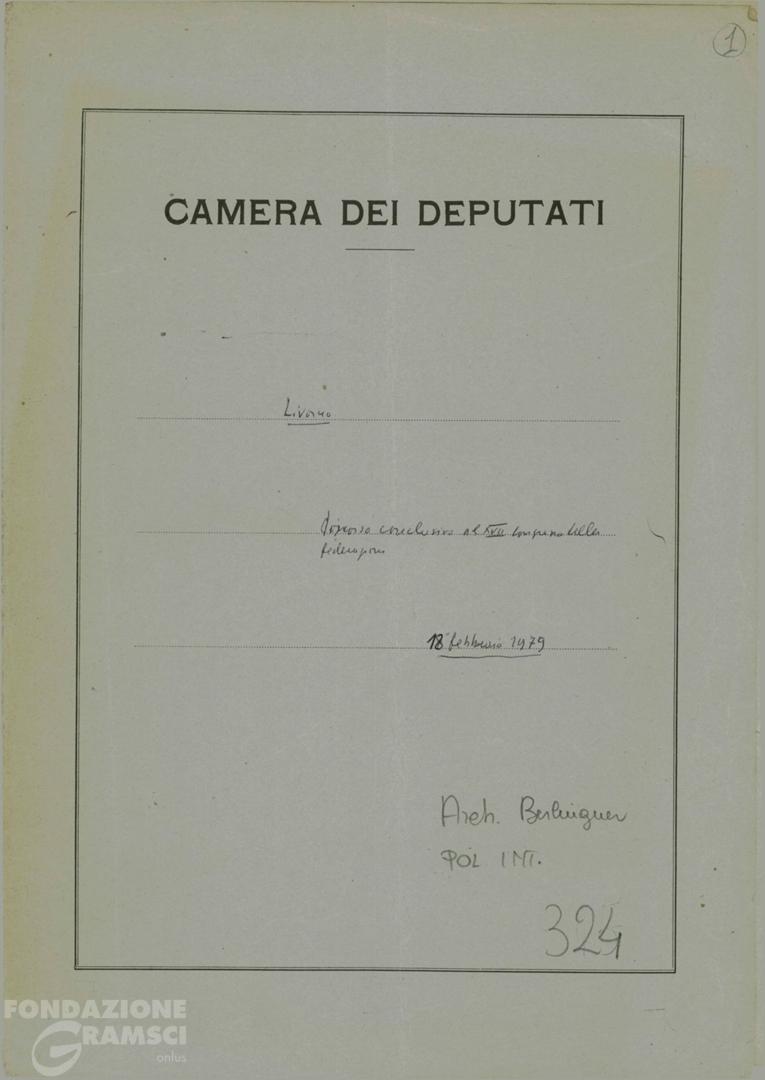 1
CAMERA DEI DEPUTATI
Livorno
discorso conclusivo al XVII congresso della
federazione
18 febbraio 1979
Arch. Berlinguer
POL INT.
324
FONDAZIONE
GRAMSCI
onlus